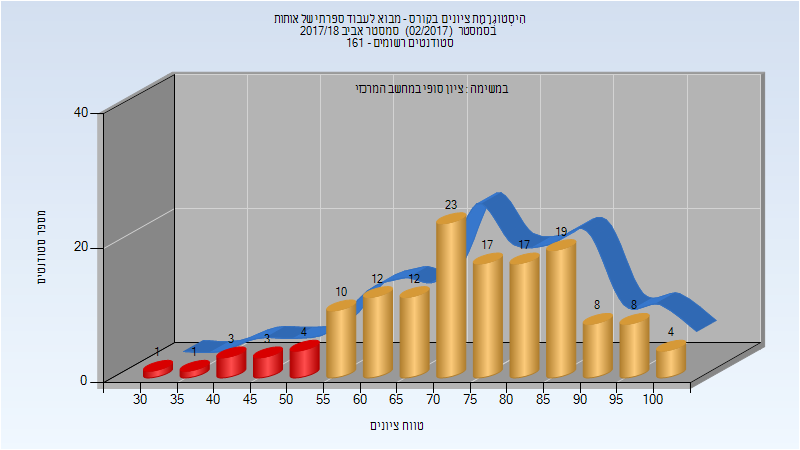 היסטוגרמת ציונים בקורס - מבוא לעבוד ספרתי של אותות
בסמסטר (02/2017) סמסטר אביב 2017/18
סטודנטים רשומים - 161
במשימה : ציון סופי במחשב המרכזי
מספר סטודנטים
40
20
0
1 1 3 3 4 10 12 12 23 17 17 19 8 8 4
30 35 40 45 50 55 60 65 70 75 80 85 90 95 100
טווח ציונים